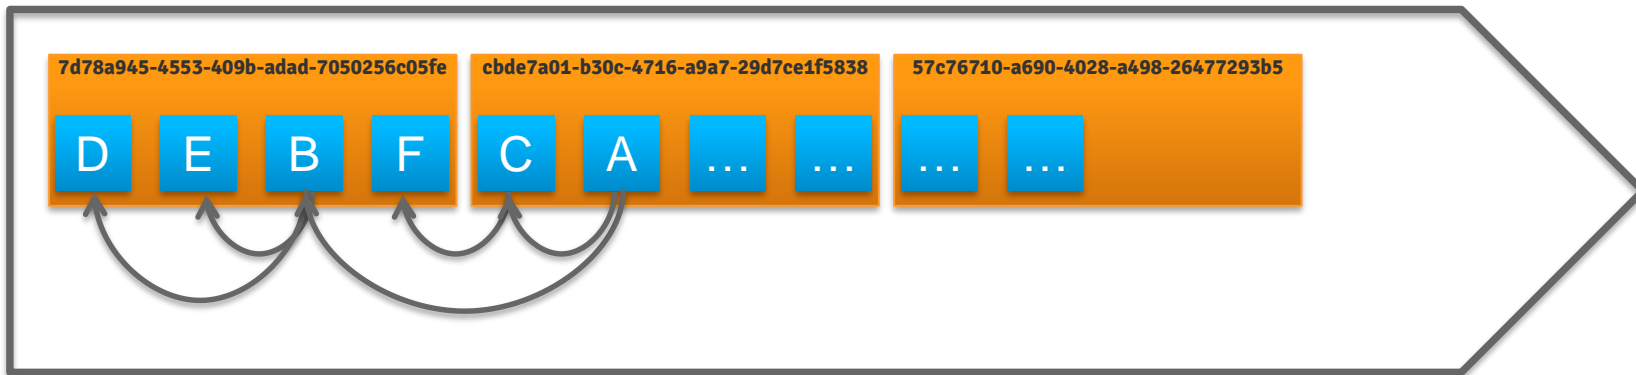 7d78a945-4553-409b-adad-7050256c05fe
D E B F
cbde7a01-b30c-4716-a9a7-29d7ce1f5838
C A ... ...
57c76710-a690-4028-a498-26477293b5
... ...